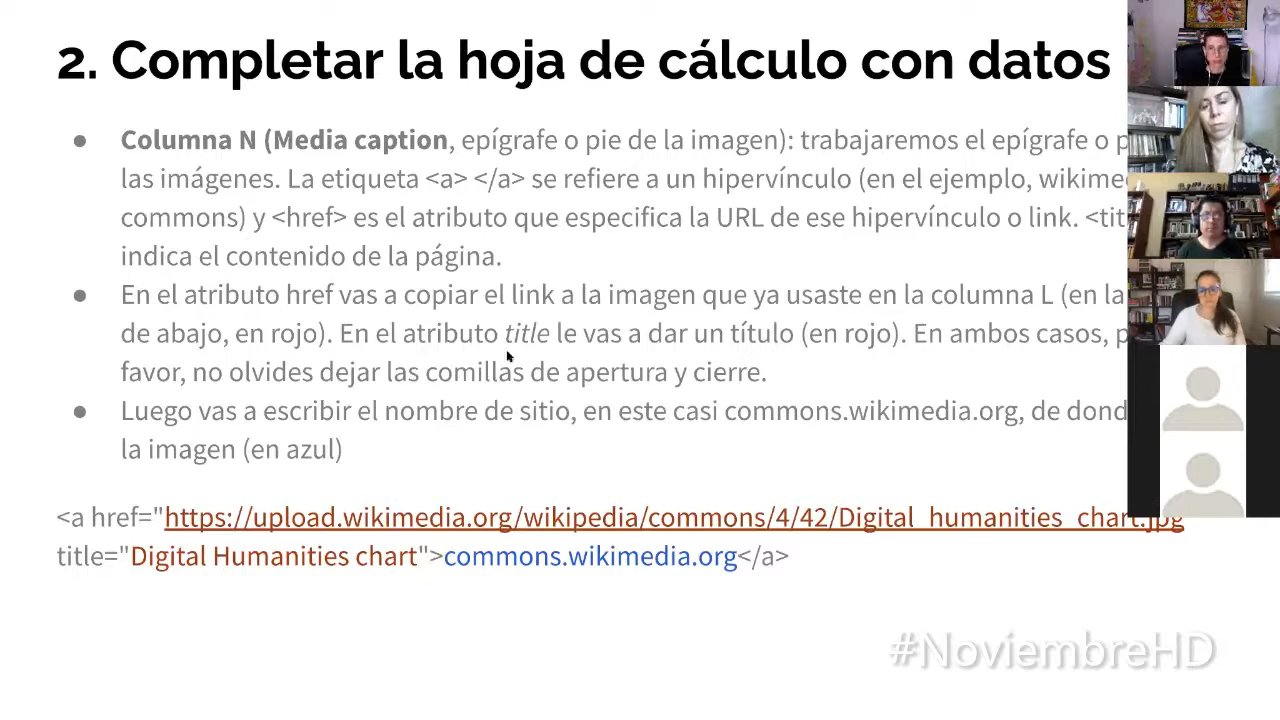 2. Completar la hoja de cálculo con datos
● Columna N (Media caption, epígrafe o pie de la imagen): trabajaremos el epígrafe o
las imágenes. La etiqueta <a> </a> se refiere a un hipervínculo (en el ejemplo,
commons) y <href> es el atributo que especifica la URL de ese hipervínculo o link.
indica el contenido de la página.
● En el atributo href vas a copiar el link a la imagen que ya usaste en la columna L (en la
de abajo, en rojo). En el atributo title le vas a dar un título (en rojo). En ambos casos,
favor, no olvides dejar las comillas de apertura y cierre.
● Luego vas a escribir el nombre de sitio, en este casi commons.wikimedia.org, de
la imagen (en azul)
<a href="https://upload.wikimedia.org/wikipedia/commons/4/42/Digital_humanities_chart.jpg
title="Digital Humanities chart">commons.wikimedia.org</a>
#NoviembreHD